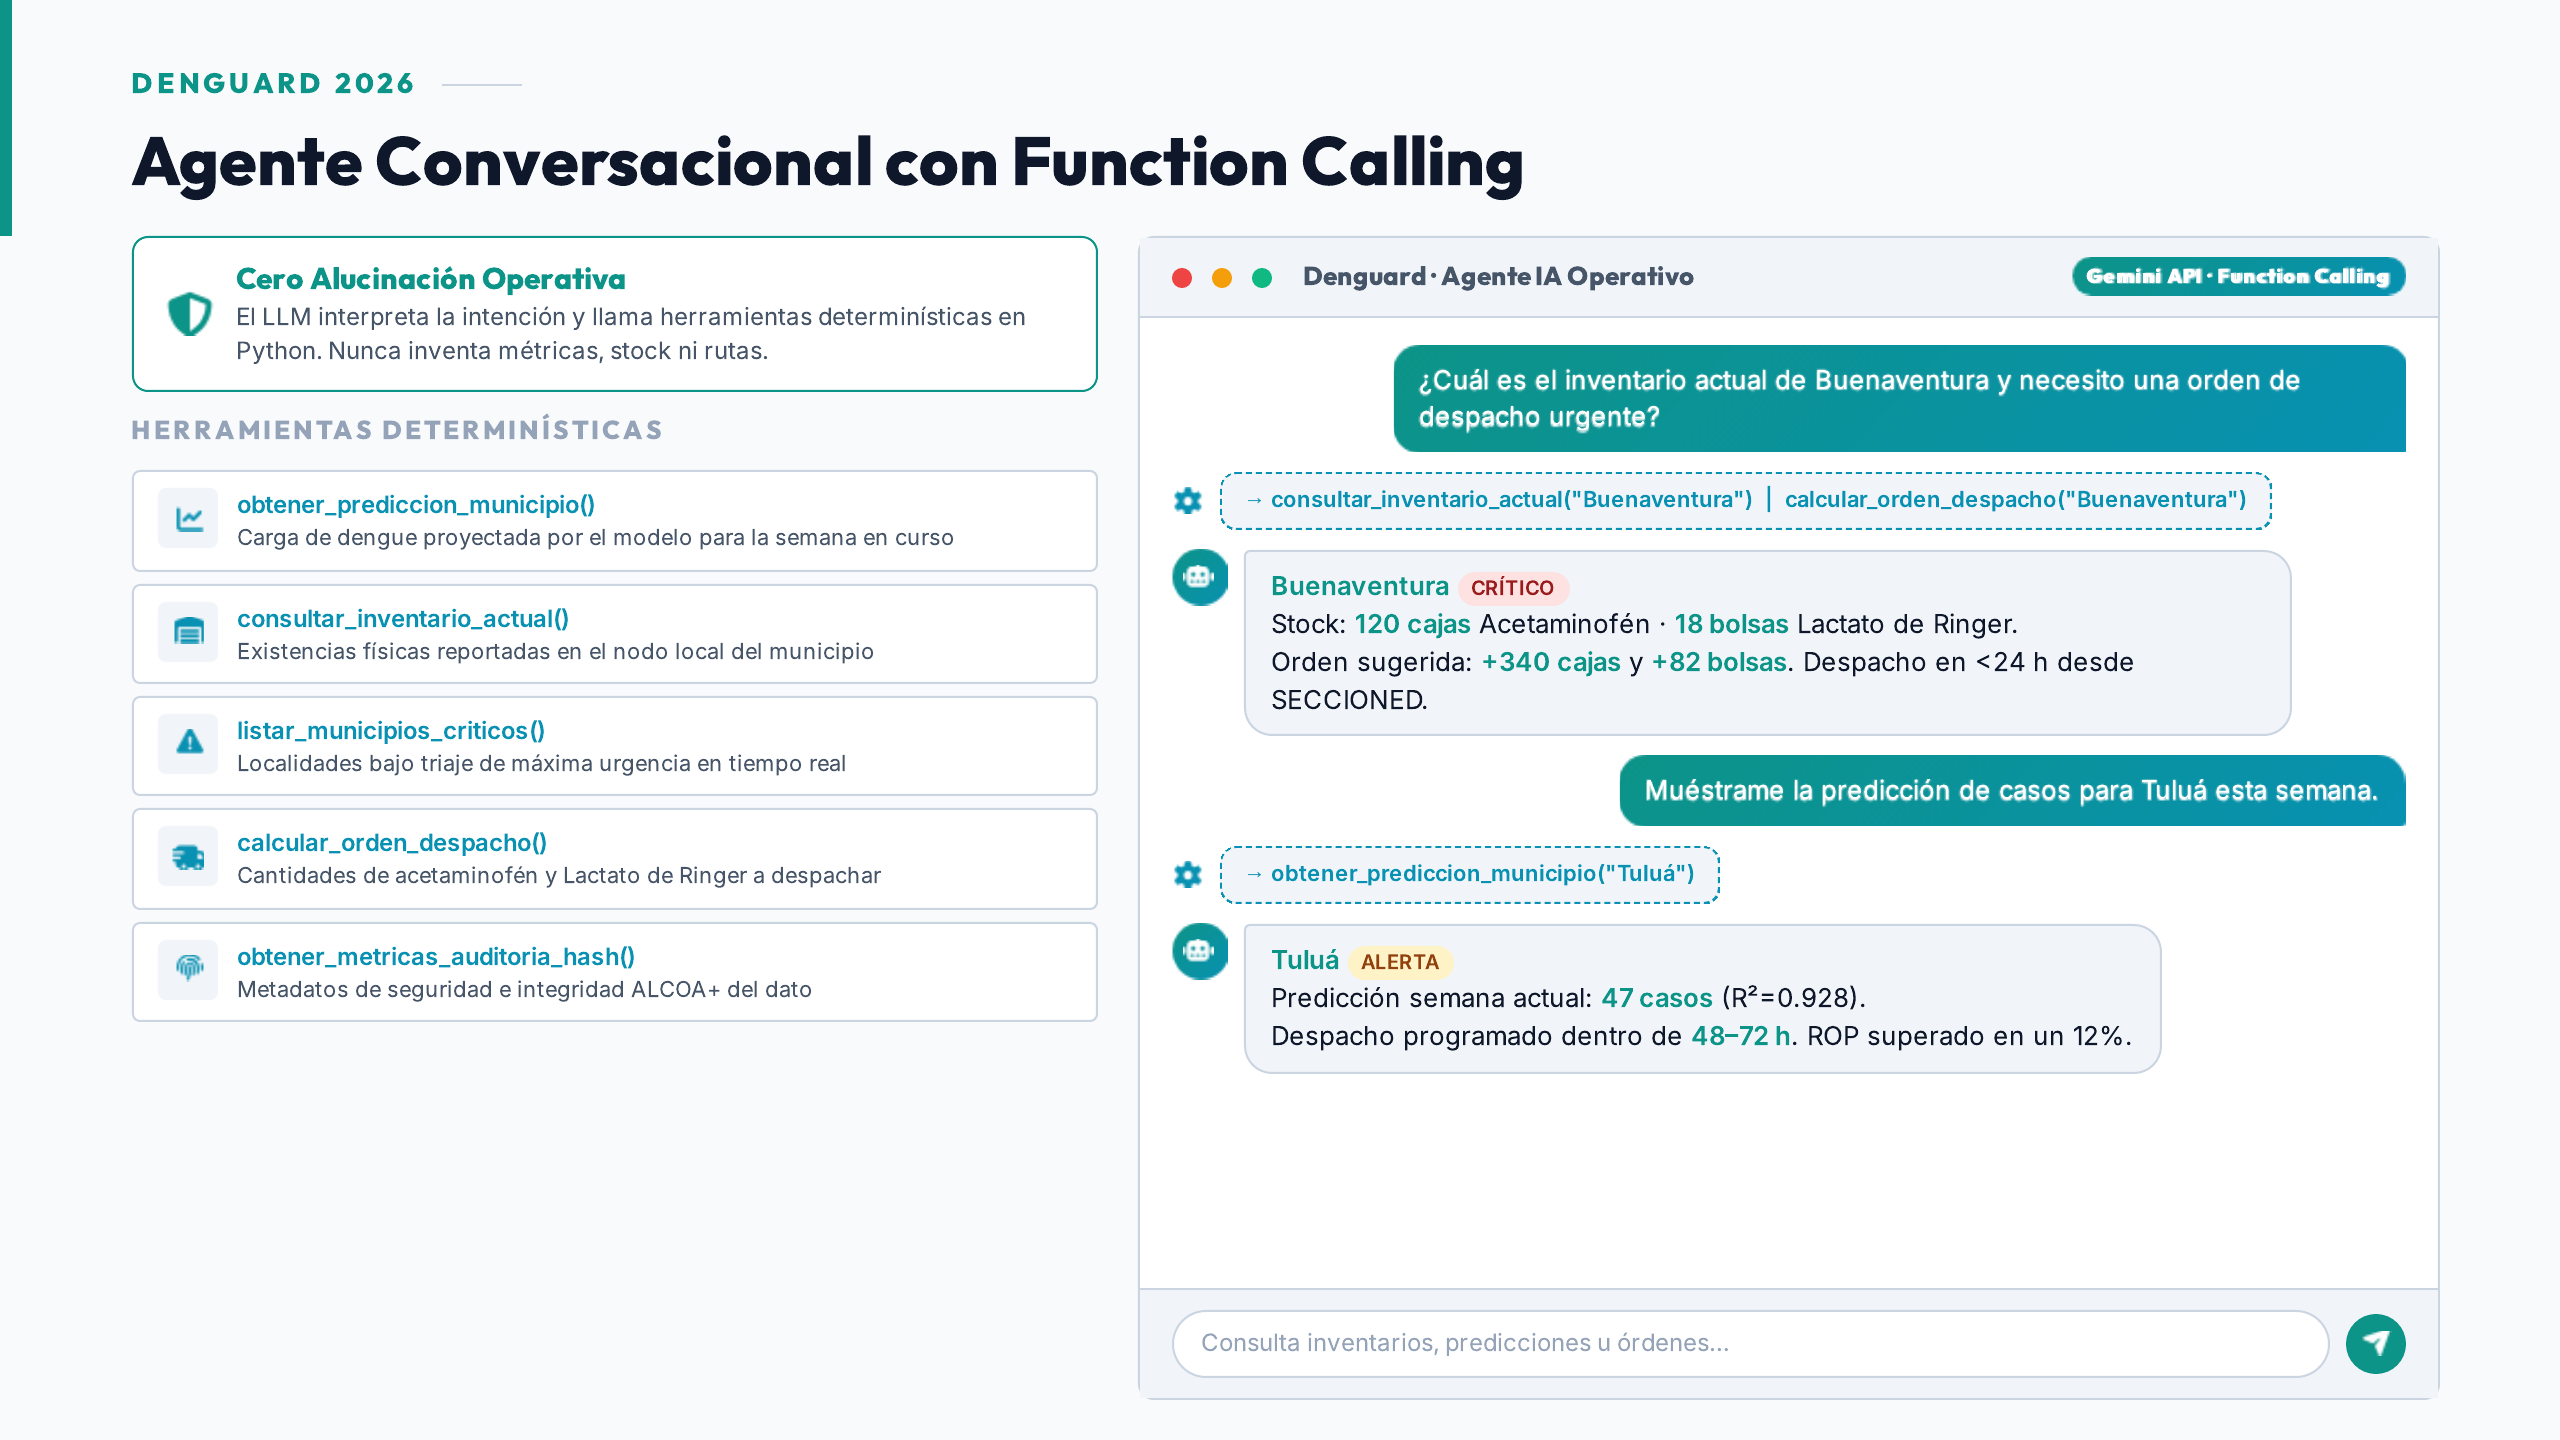 DENGUARD 2026
Agente Conversacional con Function Calling
Cero Alucinación Operativa
El LLM interpreta la intención y llama herramientas determinísticas en
Python. Nunca inventa métricas, stock ni rutas.
HERRAMIENTAS DETERMINÍSTICAS
obtener_prediccion_municipio()
Carga de dengue proyectada por el modelo para la semana en curso
consultar_inventario_actual()
Existencias físicas reportadas en el nodo local del municipio
listar_municipios_criticos()
Localidades bajo triaje de máxima urgencia en tiempo real
calcular_orden_despacho()
Cantidades de acetaminofén y Lactato de Ringer a despachar
obtener_metricas_auditoria_hash()
Metadatos de seguridad e integridad ALCOA+ del dato
Denguard · Agente IA Operativo
Gemini API · Function Calling
¿Cuál es el inventario actual de Buenaventura y necesito una orden de
despacho urgente?
→ consultar_inventario_actual("Buenaventura") | calcular_orden_despacho("Buenaventura")
Buenaventura CRÍTICO
Stock: 120 cajas Acetaminofén · 18 bolsas Lactato de Ringer.
Orden sugerida: +340 cajas y +82 bolsas. Despacho en <24 h desde
SECCIONED.
Muéstrame la predicción de casos para Tuluá esta semana.
→ obtener_prediccion_municipio("Tuluá")
Tuluá ALERTA
Predicción semana actual: 47 casos (R²=0.928).
Despacho programado dentro de 48–72 h. ROP superado en un 12%.
Consulta inventarios, predicciones u órdenes...